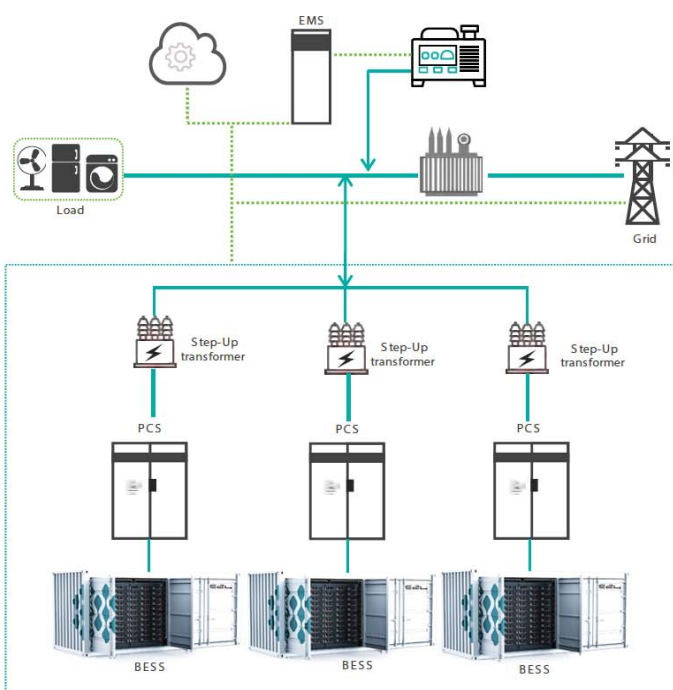 EMS
Load
Grid
Step-Up
transformer
Step-Up
transformer
Step-Up
transformer
PCS
PCS
PCS
BESS
BESS
BESS